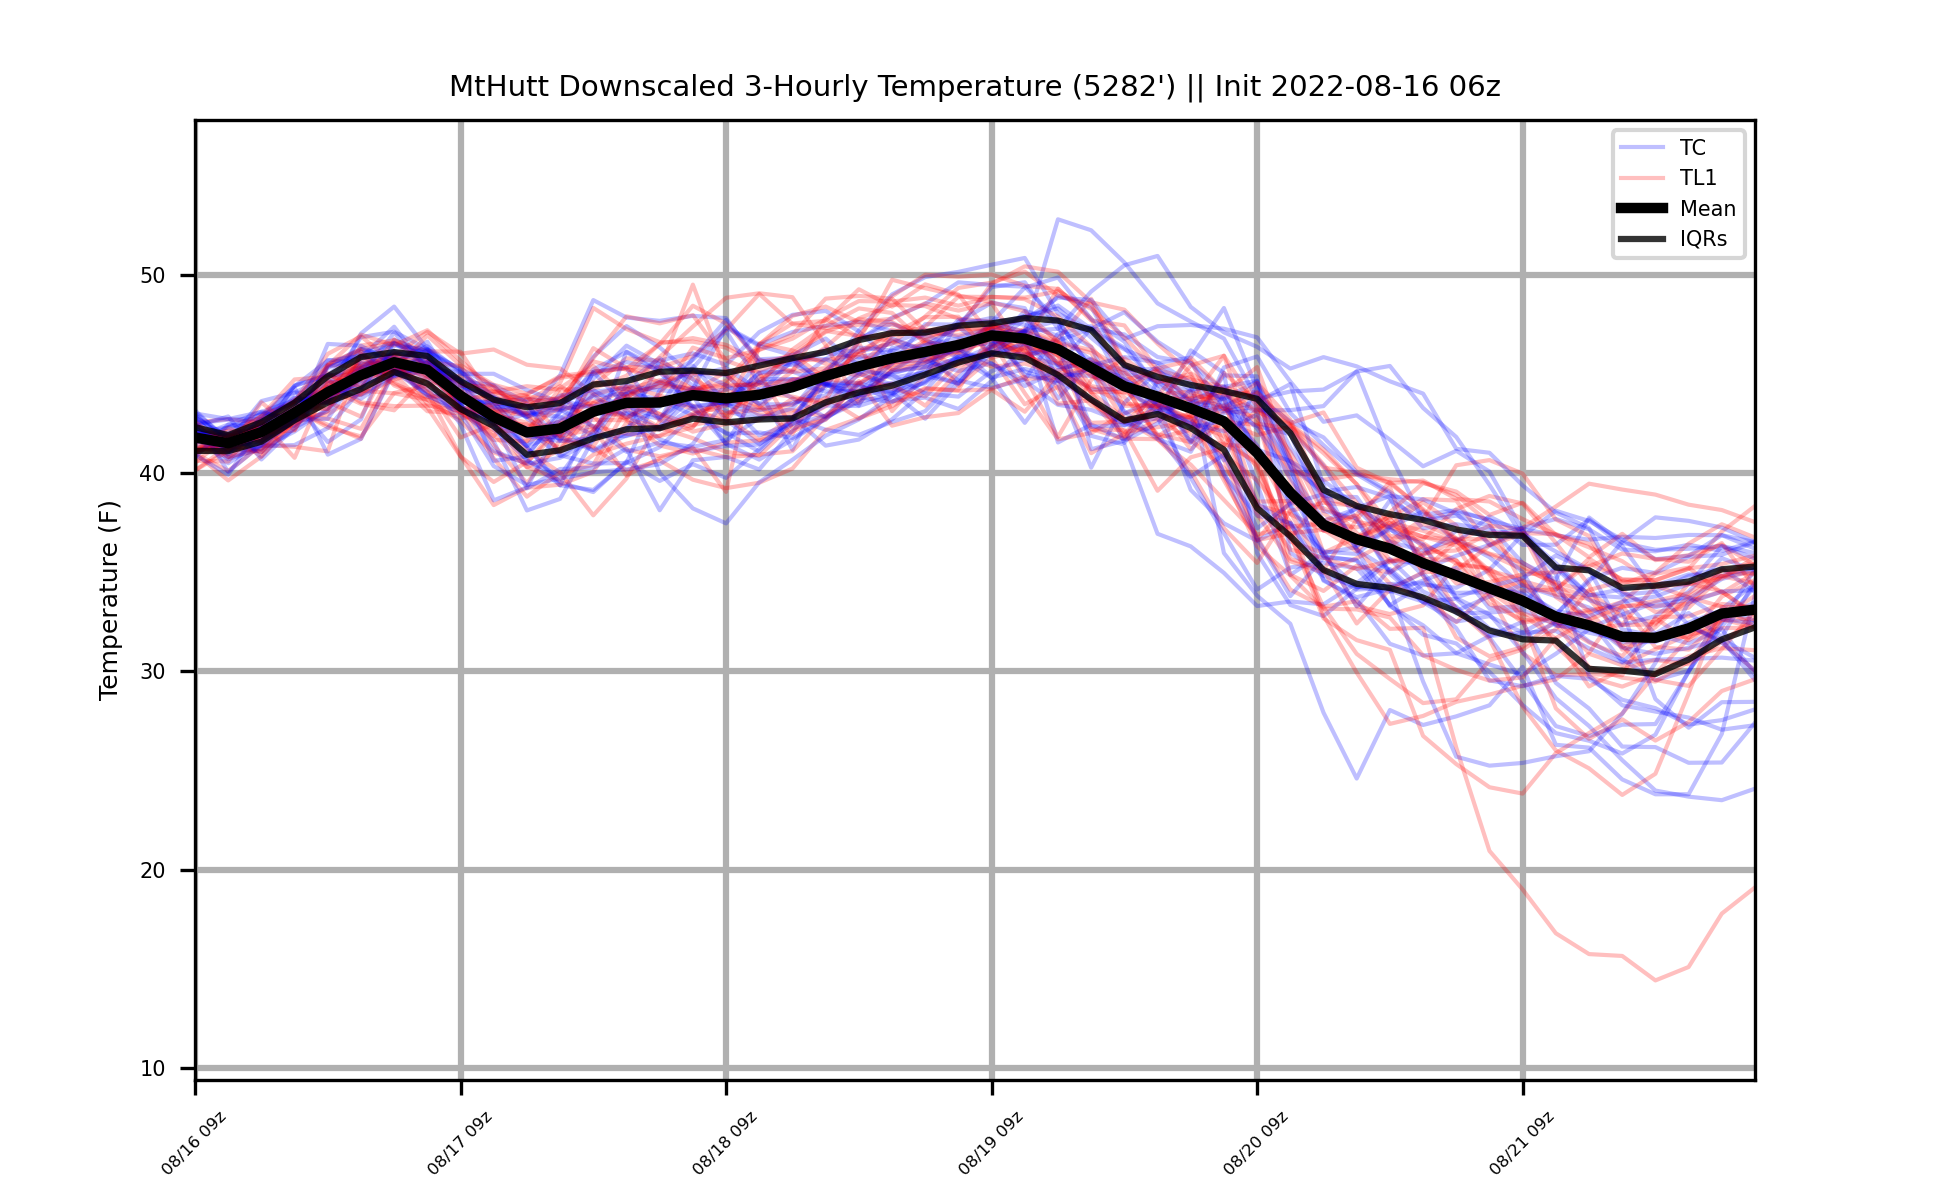 MtHutt Downscaled 3-Hourly Temperature (5282') || Init 2022-08-16 06z
TC
TL1
Mean
IQRs
Temperature (F)
50
40
30
20
10
08/16 09z
08/17 09z
08/18 09z
08/19 09z
08/20 09z
08/21 09z